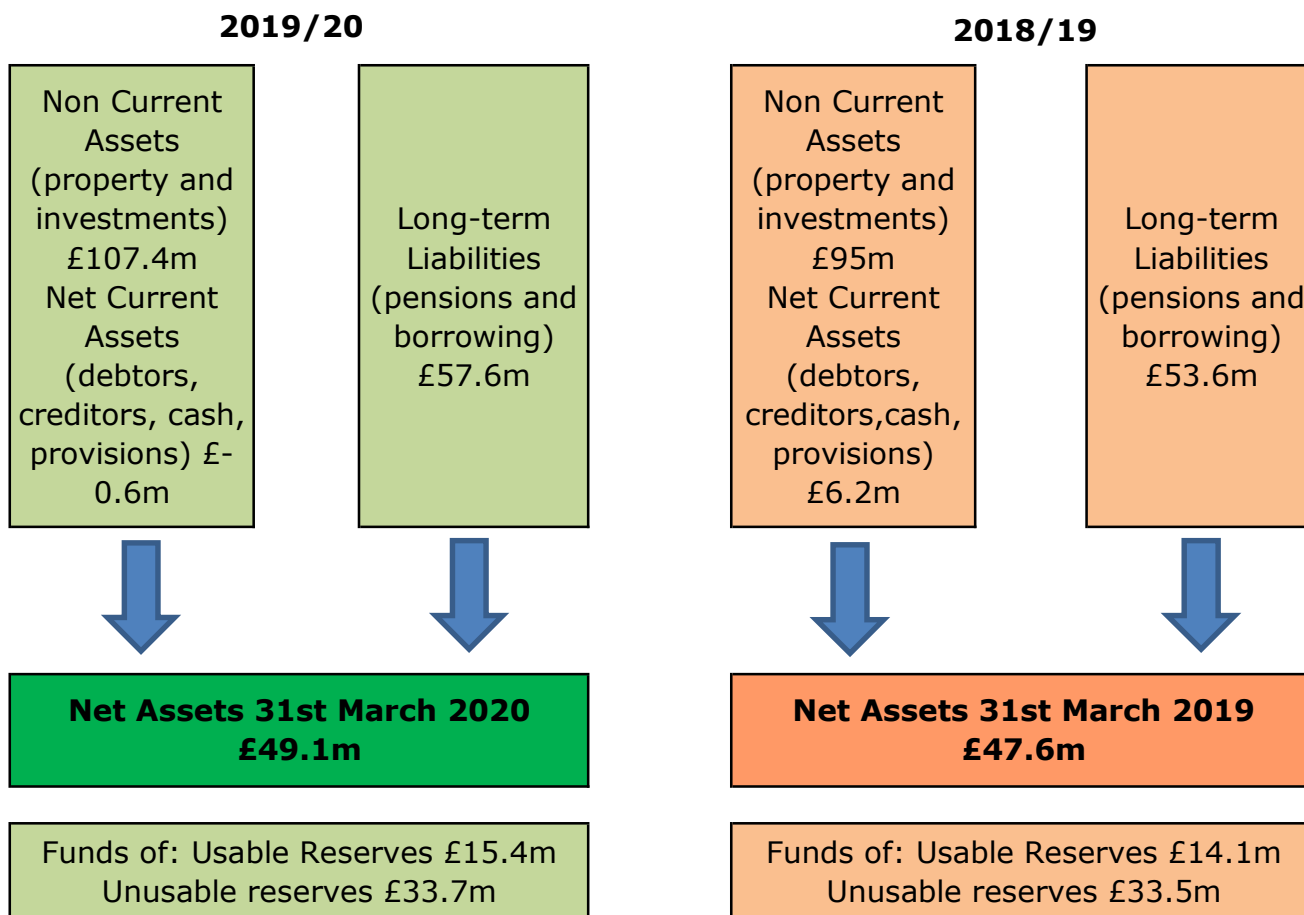 2019/20
Non Current
Assets
(property and
investments)
£107.4m
Net Current
Assets
(debtors,
creditors, cash,
provisions) £-
0.6m
Long-term
Liabilities
(pensions and
borrowing)
£57.6m
Net Assets 31st March 2020
£49.1m
Funds of: Usable Reserves £15.4m
Unusable reserves £33.7m
2018/19
Non Current
Assets
(property and
investments)
£95m
Net Current
Assets
(debtors,
creditors,cash,
provisions)
£6.2m
Long-term
Liabilities
(pensions and
borrowing)
£53.6m
Net Assets 31st March 2019
£47.6m
Funds of: Usable Reserves £14.1m
Unusable reserves £33.5m